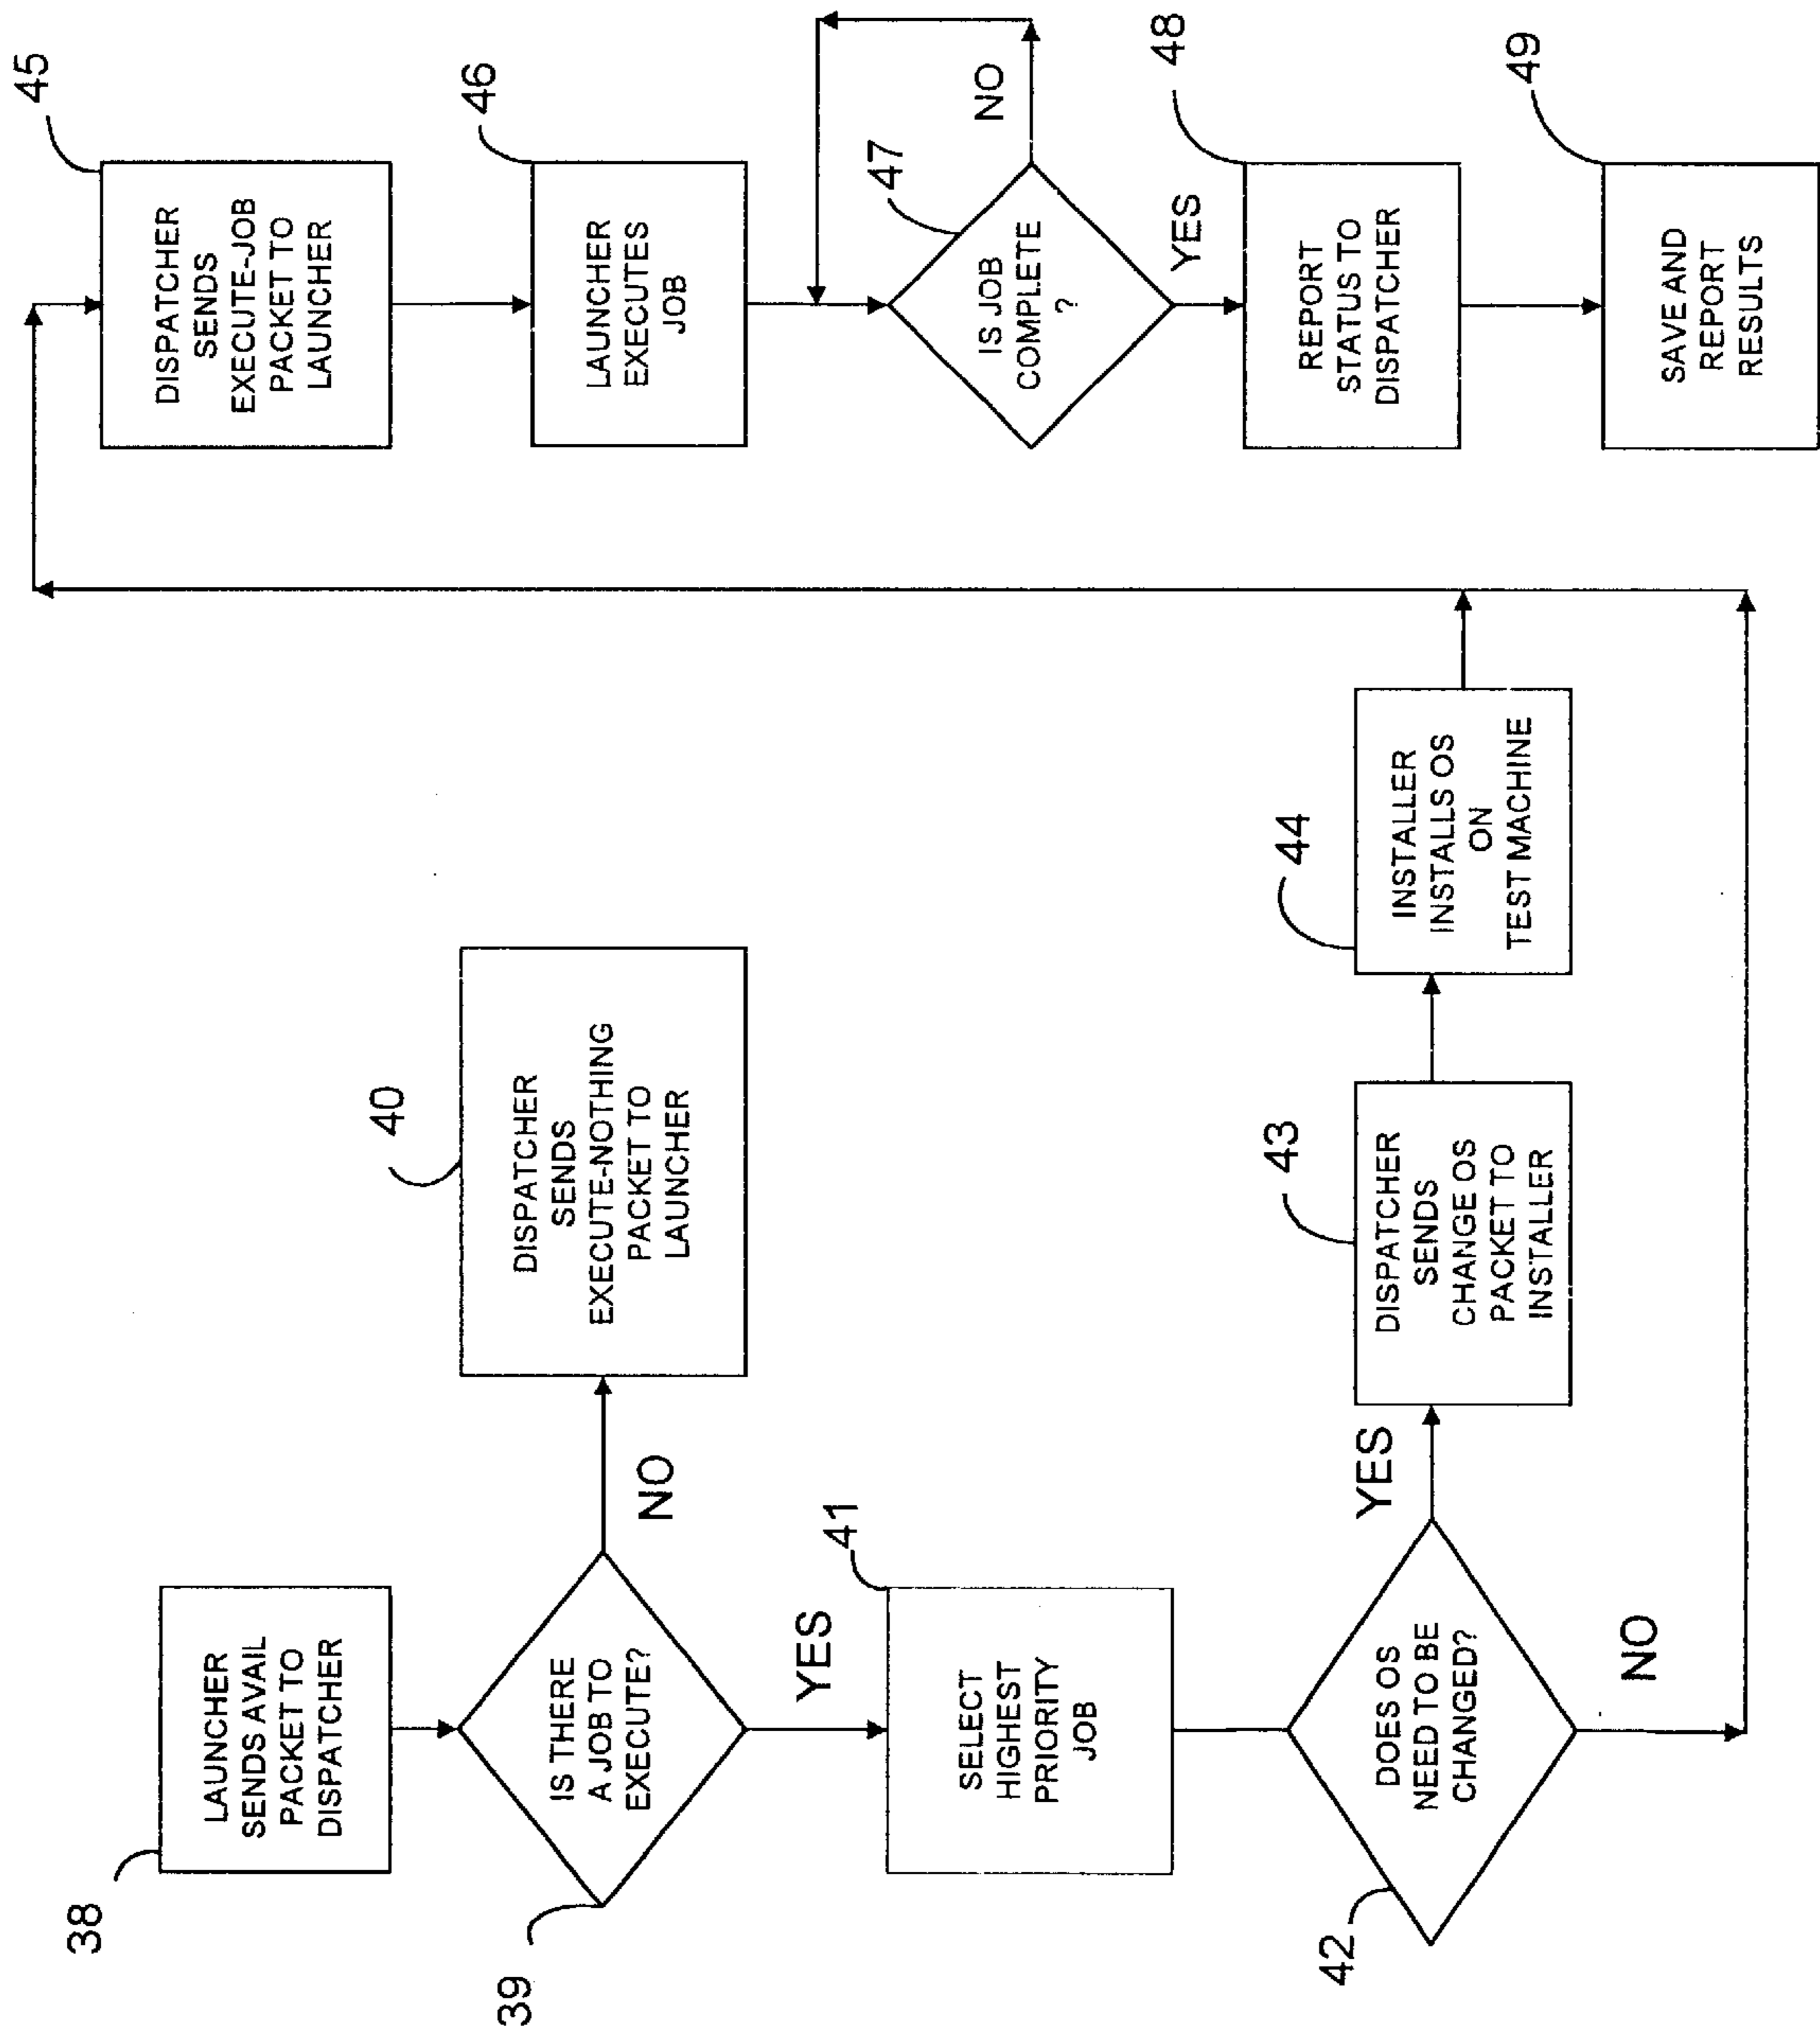 38
LAUNCHER
SENDS AVAIL
PACKET TO
DISPATCHER
39
IS THERE
A JOB TO
EXECUTE?
NO
40
DISPATCHER
SENDS
EXECUTE-NOTHING
PACKET TO
LAUNCHER
YES
41
SELECT
HIGHEST
PRIORITY
JOB
42
DOES OS
NEED TO BE
CHANGED?
YES
NO
43
DISPATCHER
SENDS
CHANGE OS
PACKET TO
INSTALLER
44
INSTALLER
INSTALLS OS
ON
TEST MACHINE
45
DISPATCHER
SENDS
EXECUTE-JOB
PACKET TO
LAUNCHER
46
LAUNCHER
EXECUTES
JOB
47
IS JOB
COMPLETE
?
NO
YES
48
REPORT
STATUS TO
DISPATCHER
49
SAVE AND
REPORT
RESULTS